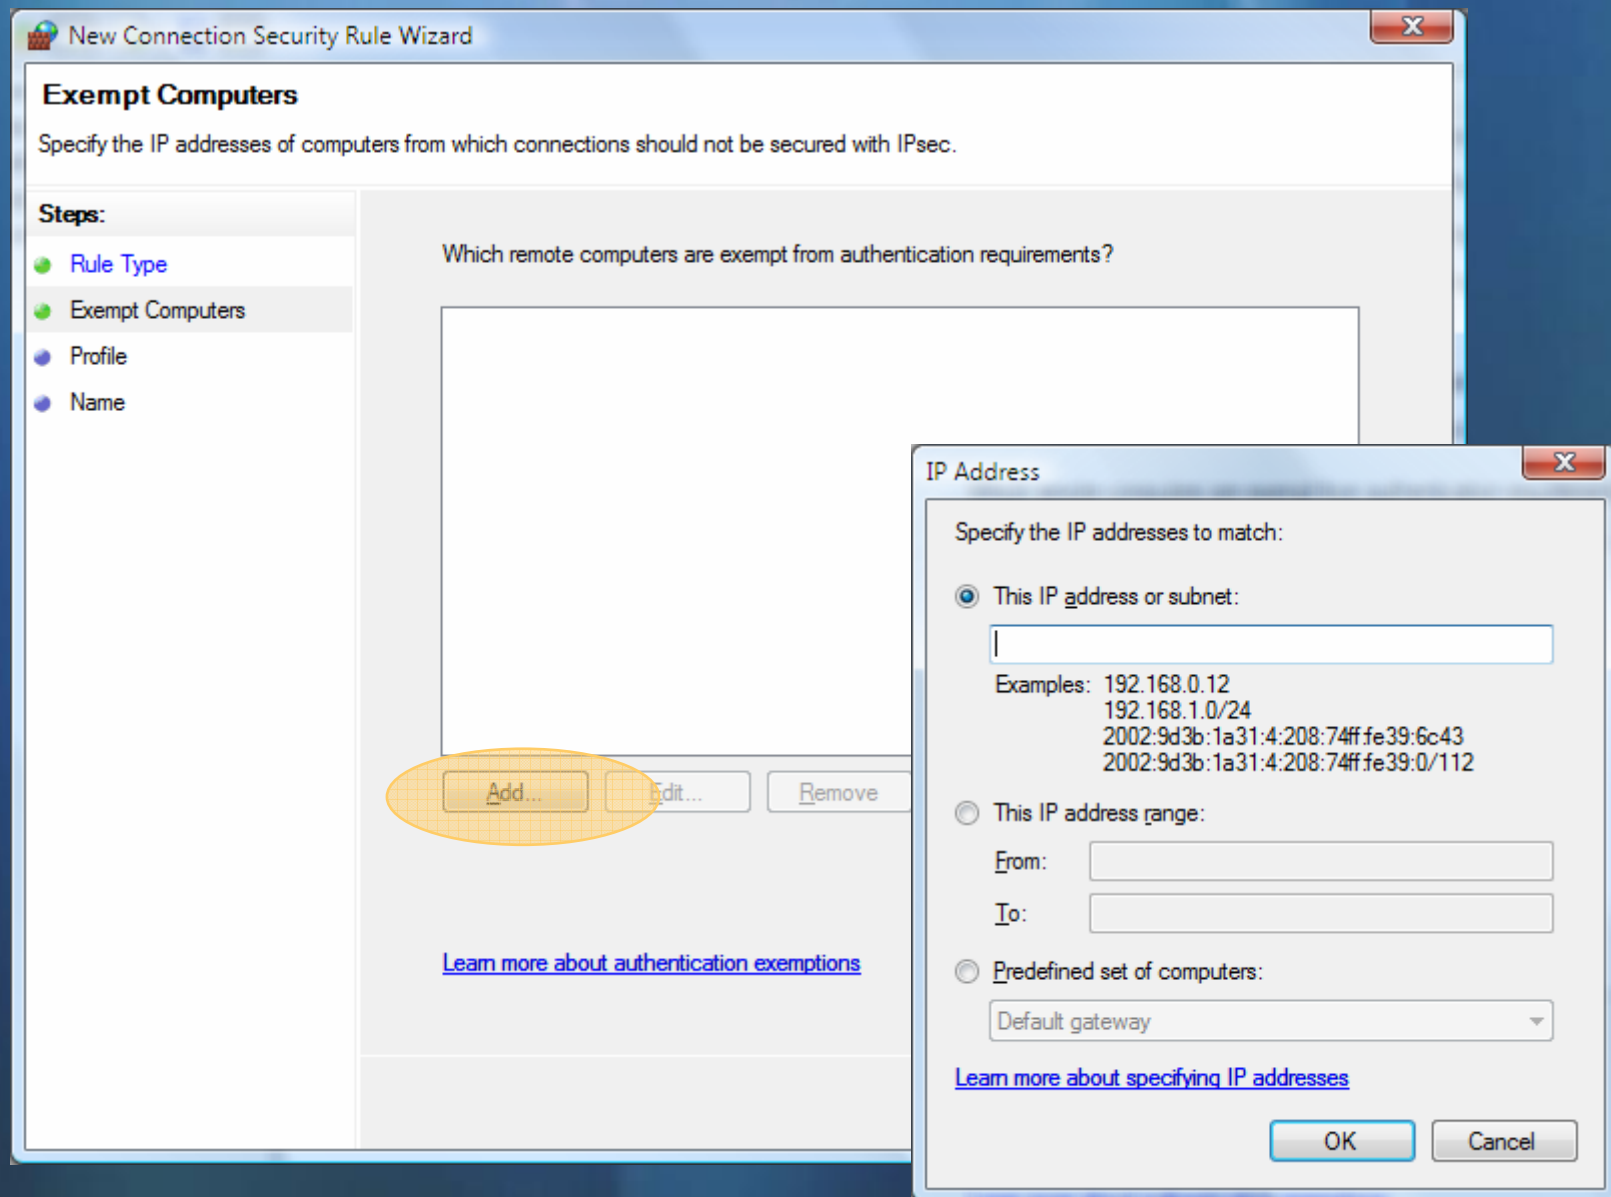 New Connection Security Rule Wizard
Exempt Computers
Specify the IP addresses of computers from which connections should not be secured with IPsec.
Steps:
Rule Type
Exempt Computers
Profile
Name
Which remote computers are exempt from authentication requirements?
Add...
Edit...
Remove
Learn more about authentication exemptions
IP Address
Specify the IP addresses to match:
This IP address or subnet:
Examples: 192.168.0.12
192.168.1.0/24
2002:9d3b:1a31:4:208:74ff:fe39:6c43
2002:9d3b:1a31:4:208:74ff:fe39:0/112
This IP address range:
From:
To:
Predefined set of computers:
Default gateway
Learn more about specifying IP addresses
OK
Cancel